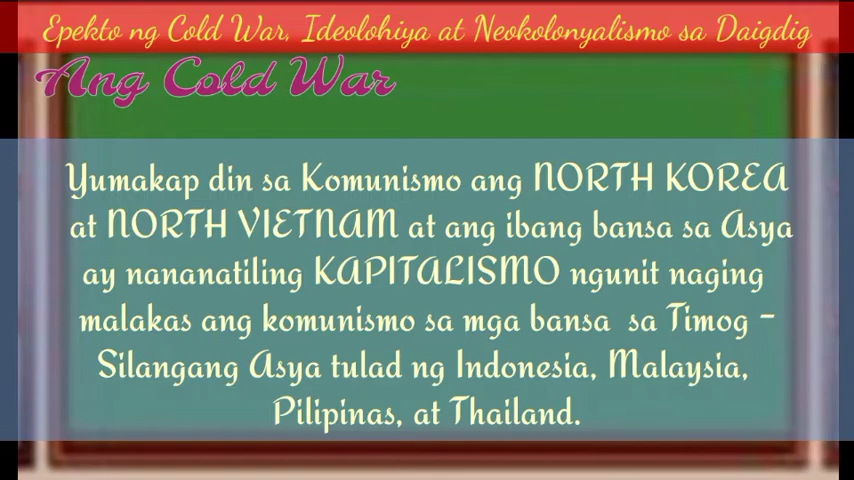 Epekto ng Cold War, Ideolohiya at Neokolonyalismo sa Daigdig
Ang Cold War
Yumakap din sa Komunismo ang NORTH KOREA
at NORTH VIETNAM at ang ibang bansa sa Asya
ay nananatiling KAPITALISMO ngunit naging
malakas ang komunismo sa mga bansa sa Timog -
Silangang Asya tulad ng Indonesia, Malaysia,
Pilipinas, at Thailand.